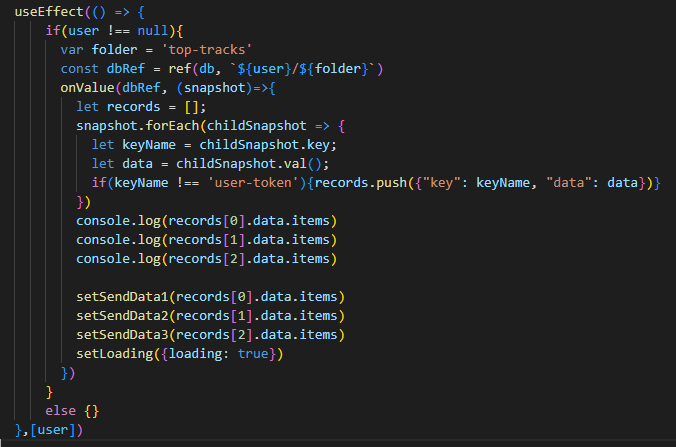 useEffect(() => {
    if(user !== null){
      var folder = 'top-tracks'
      const dbRef = ref(db, `${user}/${folder}`)
      onValue(dbRef, (snapshot)=>{
        let records = [];
        snapshot.forEach(childSnapshot => {
          let keyName = childSnapshot.key;
          let data = childSnapshot.val();
          if(keyName !== 'user-token'){records.push({"key": keyName, "data": data})}
        })
        console.log(records[0].data.items)
        console.log(records[1].data.items)
        console.log(records[2].data.items)

        setSendData1(records[0].data.items)
        setSendData2(records[1].data.items)
        setSendData3(records[2].data.items)
        setLoading({loading: true})
      })
    }
    else {}
},[user])